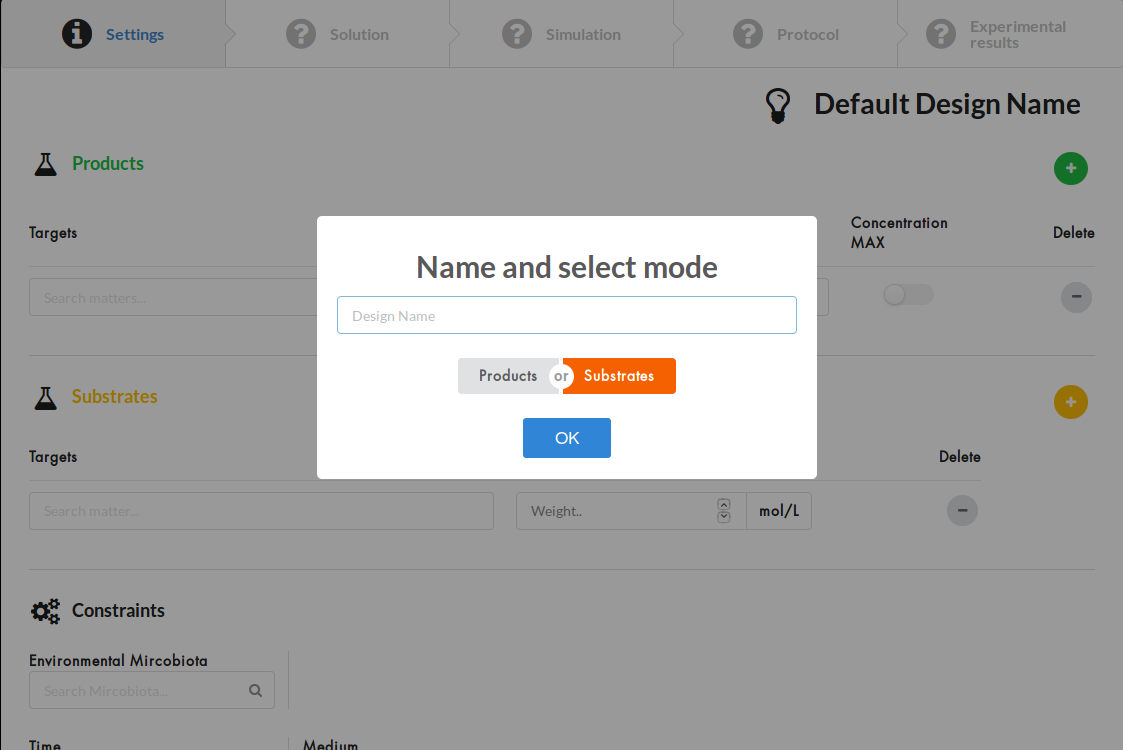 Settings
Solution
Simulation
Protocol
Experimental
results
Default Design Name
Products
Targets
Concentration
MAX
Delete
Search matters...
Name and select mode
Design Name
Products or Substrates
OK
Substrates
Targets
Delete
Search matter...
Weight..
mol/L
Constraints
Environmental Mircobiota
Search Mircobiota...
Time
Medium